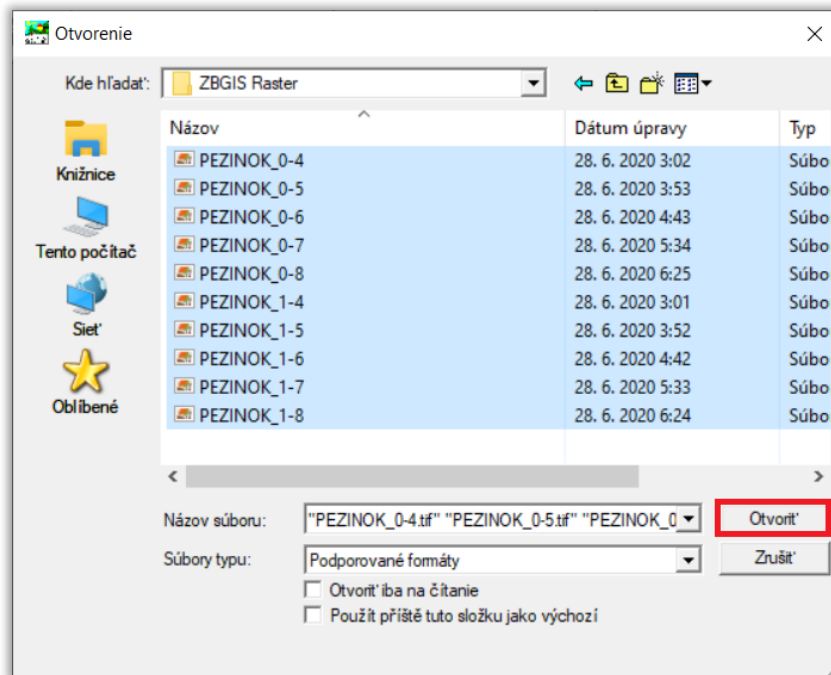 Otvorenie
Kde hľadať: ZBGIS Raster
Názov Dátum úpravy Typ
PEZINOK_0-4 28. 6. 2020 3:02 Súbo
PEZINOK_0-5 28. 6. 2020 3:53 Súbo
PEZINOK_0-6 28. 6. 2020 4:43 Súbo
PEZINOK_0-7 28. 6. 2020 5:34 Súbo
PEZINOK_0-8 28. 6. 2020 6:25 Súbo
PEZINOK_1-4 28. 6. 2020 3:01 Súbo
PEZINOK_1-5 28. 6. 2020 3:52 Súbo
PEZINOK_1-6 28. 6. 2020 4:42 Súbo
PEZINOK_1-7 28. 6. 2020 5:33 Súbo
PEZINOK_1-8 28. 6. 2020 6:24 Súbo
Knižnice
Tento počítač
Sieť
Obľúbené
Názov súboru: "PEZINOK_0-4.tif" "PEZINOK_0-5.tif" "PEZINOK_0 Otvoriť
Súbory typu: Podporované formáty Zrušiť
Otvoriť iba na čítanie
Použít příště tuto složku jako výchozí